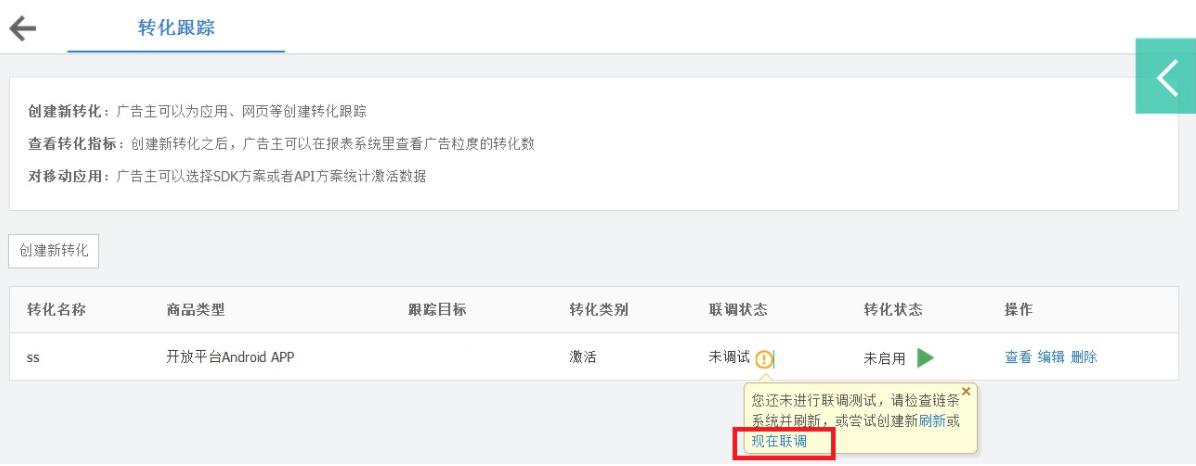 转化跟踪
创建新转化：广告主可以为应用、网页等创建转化跟踪
查看转化指标：创建新转化之后，广告主可以在报表系统里查看广告粒度的转化数
对移动应用：广告主可以选择SDK方案或者API方案统计激活数据
创建新转化
转化名称 商品类型 跟踪目标 转化类别 联调状态 转化状态 操作
ss 开放平台Android APP 激活 未调试 未启用 查看 编辑 删除
您还未进行联调测试，请检查链条
系统并刷新，或尝试创建新刷新或
现在联调